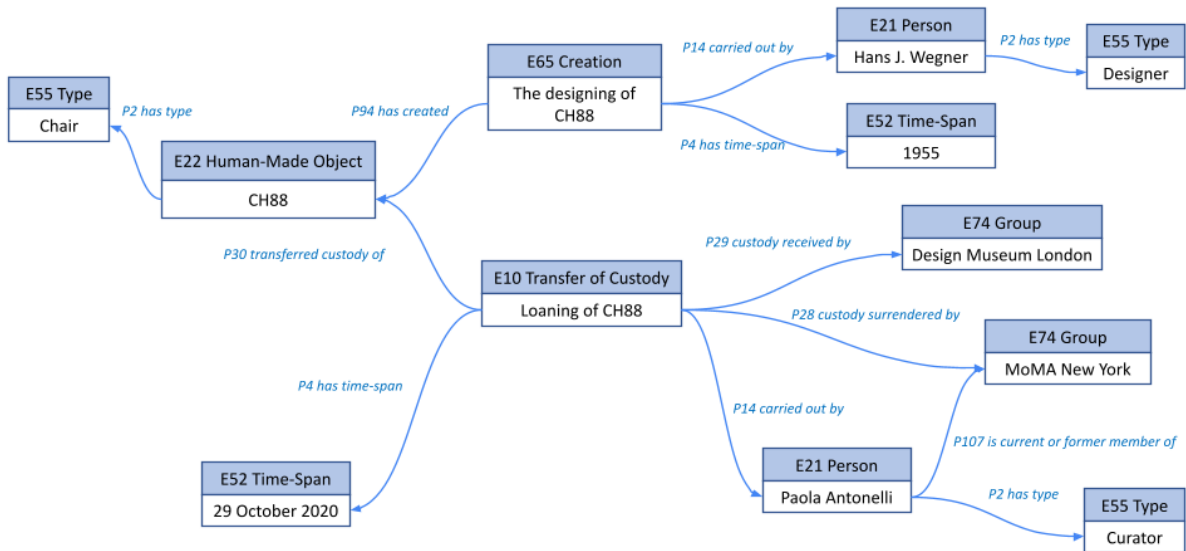 E21 Person
Hans J. Wegner
P14 carried out by
P2 has type
E55 Type
Designer
E65 Creation
The designing of
CH88
E55 Type
Chair
P2 has type
P94 has created
E52 Time-Span
1955
P4 has time-span
E22 Human-Made Object
CH88
E74 Group
Design Museum London
P29 custody received by
P30 transferred custody of
E10 Transfer of Custody
Loaning of CH88
P28 custody surrendered by
E74 Group
MoMA New York
P4 has time-span
P14 carried out by
P107 is current or former member of
E21 Person
Paola Antonelli
E52 Time-Span
29 October 2020
P2 has type
E55 Type
Curator